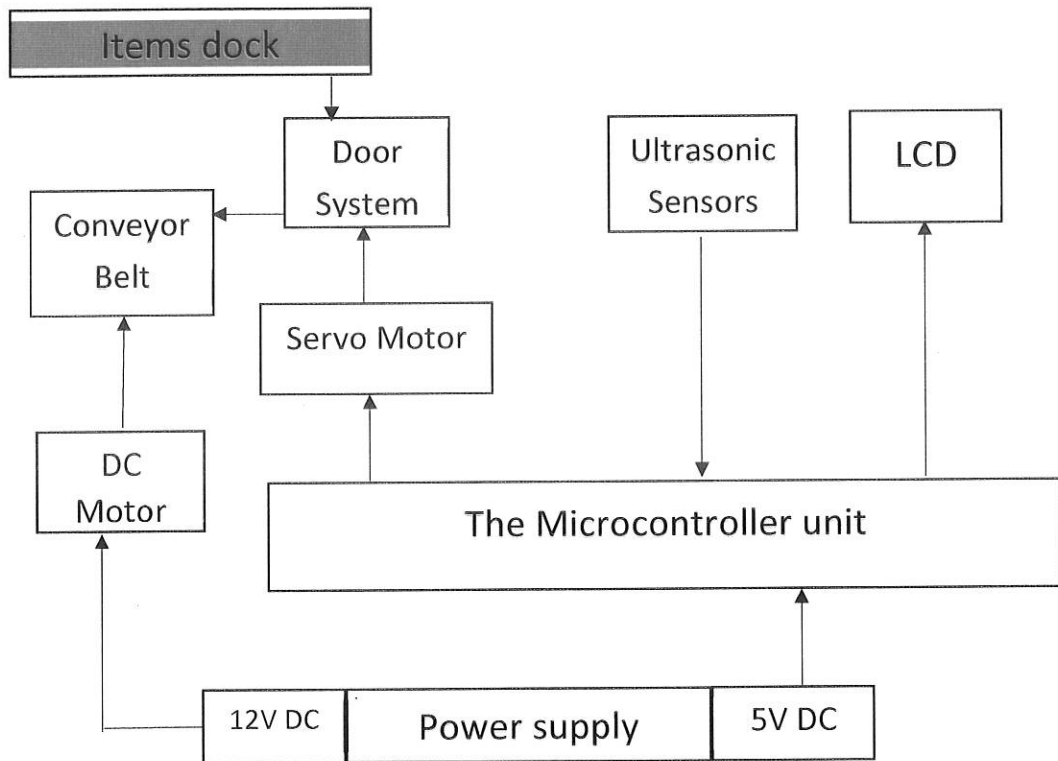 Items dock
Door
System
Ultrasonic
Sensors
LCD
Conveyor
Belt
Servo Motor
DC
Motor
The Microcontroller unit
12V DC
Power supply
5V DC